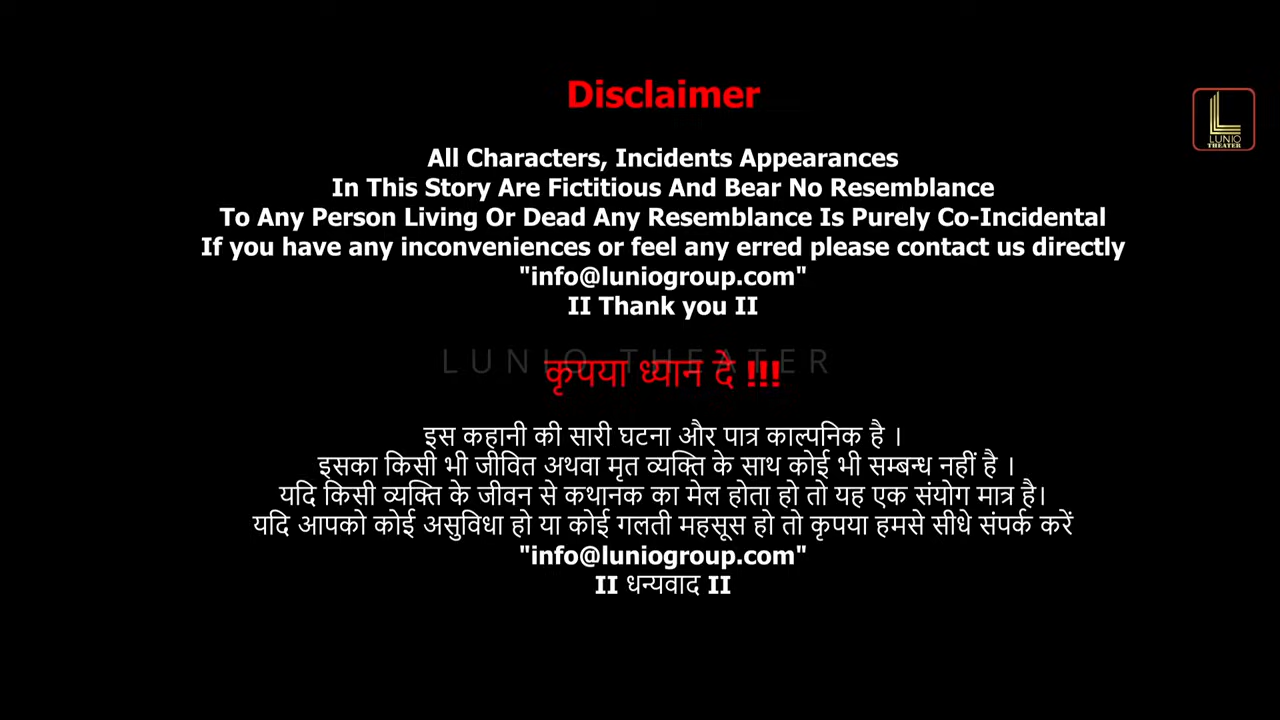 Disclaimer
All Characters, Incidents Appearances
In This Story Are Fictitious And Bear No Resemblance
To Any Person Living Or Dead Any Resemblance Is Purely Co-Incidental
If you have any inconveniences or feel any erred please contact us directly
"info@luniogroup.com"
II Thank you II
LUNIO THEATER
कृपया ध्यान दे !!!
इस कहानी की सारी घटना और पात्र काल्पनिक है ।
इसका किसी भी जीवित अथवा मृत व्यक्ति के साथ कोई भी सम्बन्ध नहीं है ।
यदि किसी व्यक्ति के जीवन से कथानक का मेल होता हो तो यह एक संयोग मात्र है।
यदि आपको कोई असुविधा हो या कोई गलती महसूस हो तो कृपया हमसे सीधे संपर्क करें
"info@luniogroup.com"
II धन्यवाद II
LUNIO
THEATER